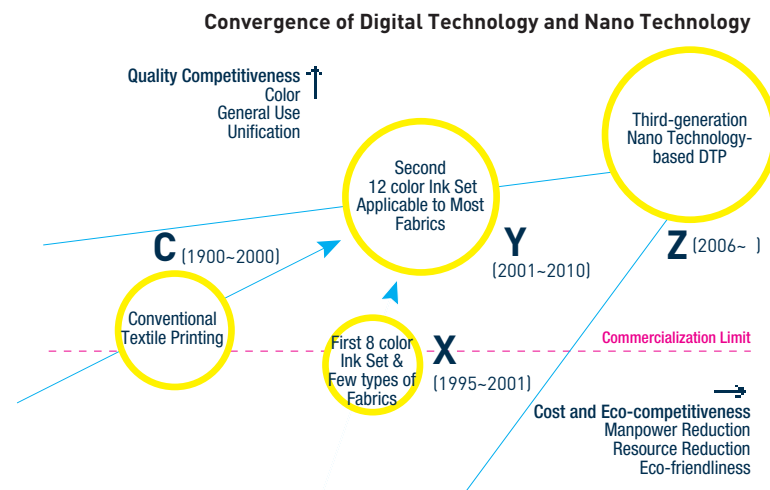 Convergence of Digital Technology and Nano Technology
Quality Competitiveness
Color
General Use
Unification
Third-generation
Nano Technology-
based DTP
Second
12 color Ink Set
Applicable to Most
Fabrics
C (1900~2000)
Y
(2001~2010)
Z (2006~ )
Conventional
Textile Printing
First 8 color
Ink Set &
Few types of
Fabrics
X
(1995~2001)
Commercialization Limit
Cost and Eco-competitiveness
Manpower Reduction
Resource Reduction
Eco-friendliness